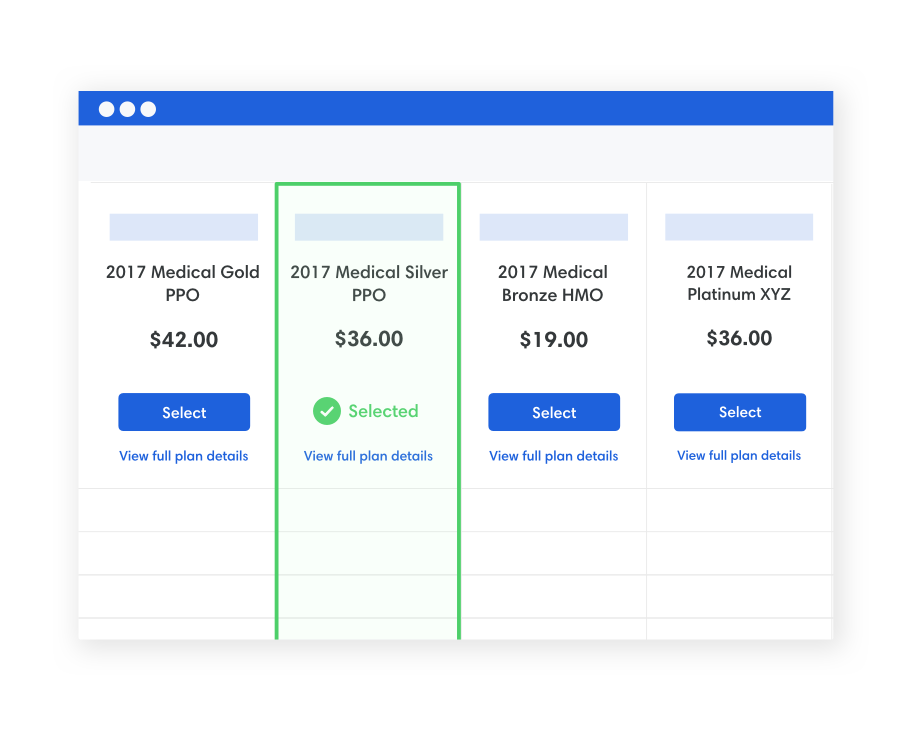 2017 Medical Gold
PPO
$42.00
Select
View full plan details
2017 Medical Silver
PPO
$36.00
Selected
View full plan details
2017 Medical
Bronze HMO
$19.00
Select
View full plan details
2017 Medical
Platinum XYZ
$36.00
Select
View full plan details